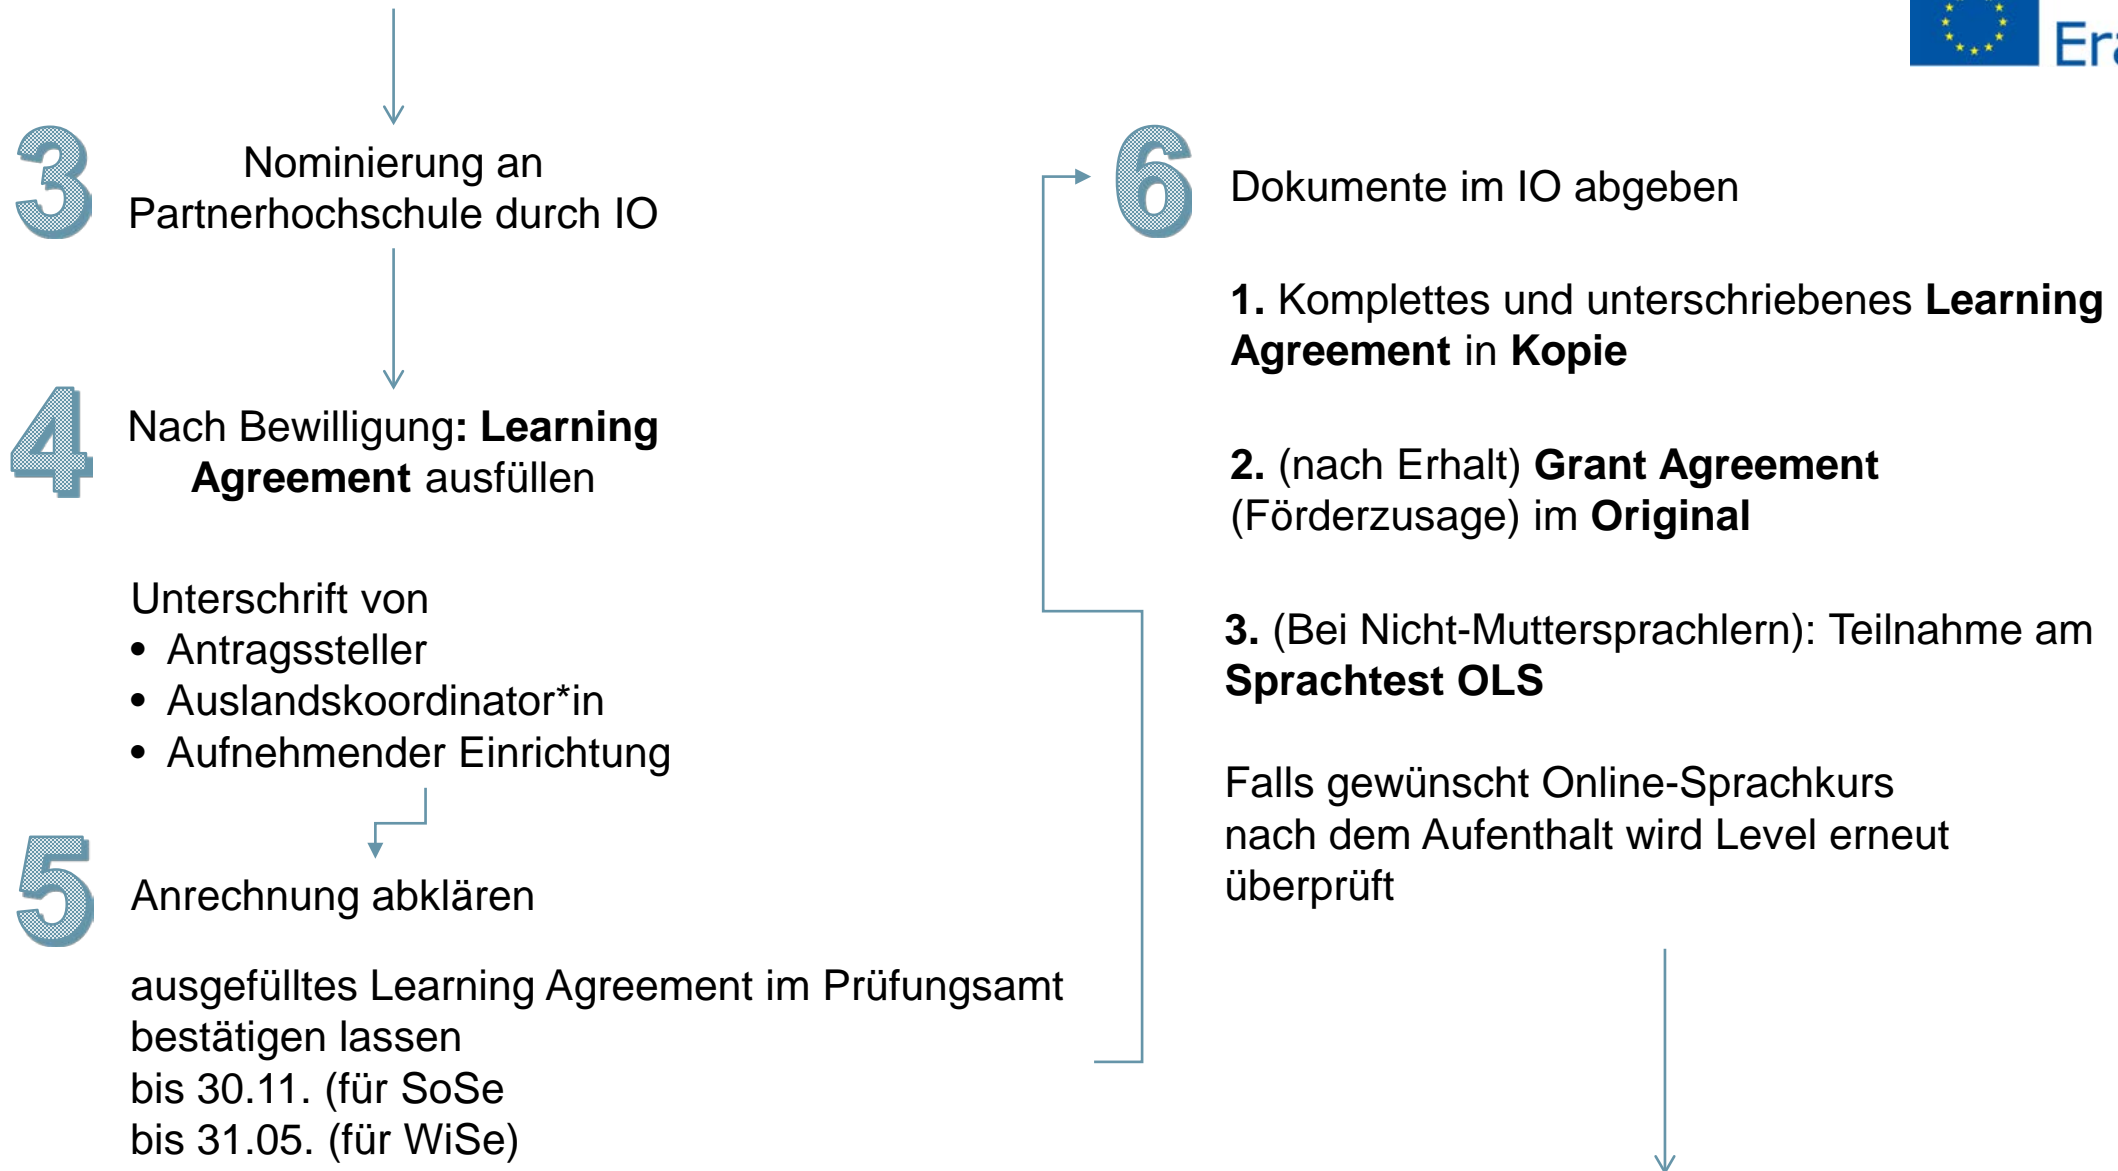 3
Nominierung an
Partnerhochschule durch IO
4
Nach Bewilligung: Learning
Agreement ausfüllen
Unterschrift von
• Antragssteller
• Auslandskoordinator*in
• Aufnehmender Einrichtung
5
Anrechnung abklären
ausgefülltes Learning Agreement im Prüfungsamt
bestätigen lassen
bis 30.11. (für SoSe
bis 31.05. (für WiSe)
6
Dokumente im IO abgeben
1. Komplettes und unterschriebenes Learning
Agreement in Kopie
2. (nach Erhalt) Grant Agreement
(Förderzusage) im Original
3. (Bei Nicht-Muttersprachlern): Teilnahme am
Sprachtest OLS
Falls gewünscht Online-Sprachkurs
nach dem Aufenthalt wird Level erneut
überprüft